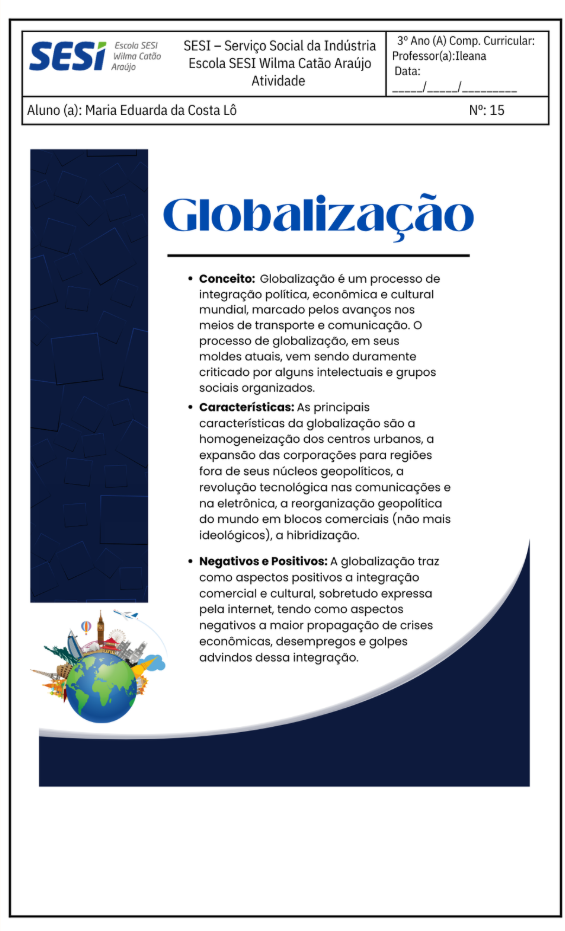 SESI
Escola SESI
Wilma Catão
Araújo
SESI – Serviço Social da Indústria
Escola SESI Wilma Catão Araújo
Atividade
3º Ano (A) Comp. Curricular:
Professor(a):Ileana
Data:
_____/_____/_________
Aluno (a): Maria Eduarda da Costa Lô
Nº: 15
Globalização
• Conceito: Globalização é um processo de
integração política, econômica e cultural
mundial, marcado pelos avanços nos
meios de transporte e comunicação. O
processo de globalização, em seus
moldes atuais, vem sendo duramente
criticado por alguns intelectuais e grupos
sociais organizados.
• Características: As principais
características da globalização são a
homogeneização dos centros urbanos, a
expansão das corporações para regiões
fora de seus núcleos geopolíticos, a
revolução tecnológica nas comunicações e
na eletrônica, a reorganização geopolítica
do mundo em blocos comerciais (não mais
ideológicos), a hibridização.
• Negativos e Positivos: A globalização traz
como aspectos positivos a integração
comercial e cultural, sobretudo expressa
pela internet, tendo como aspectos
negativos a maior propagação de crises
econômicas, desempregos e golpes
advindos dessa integração.